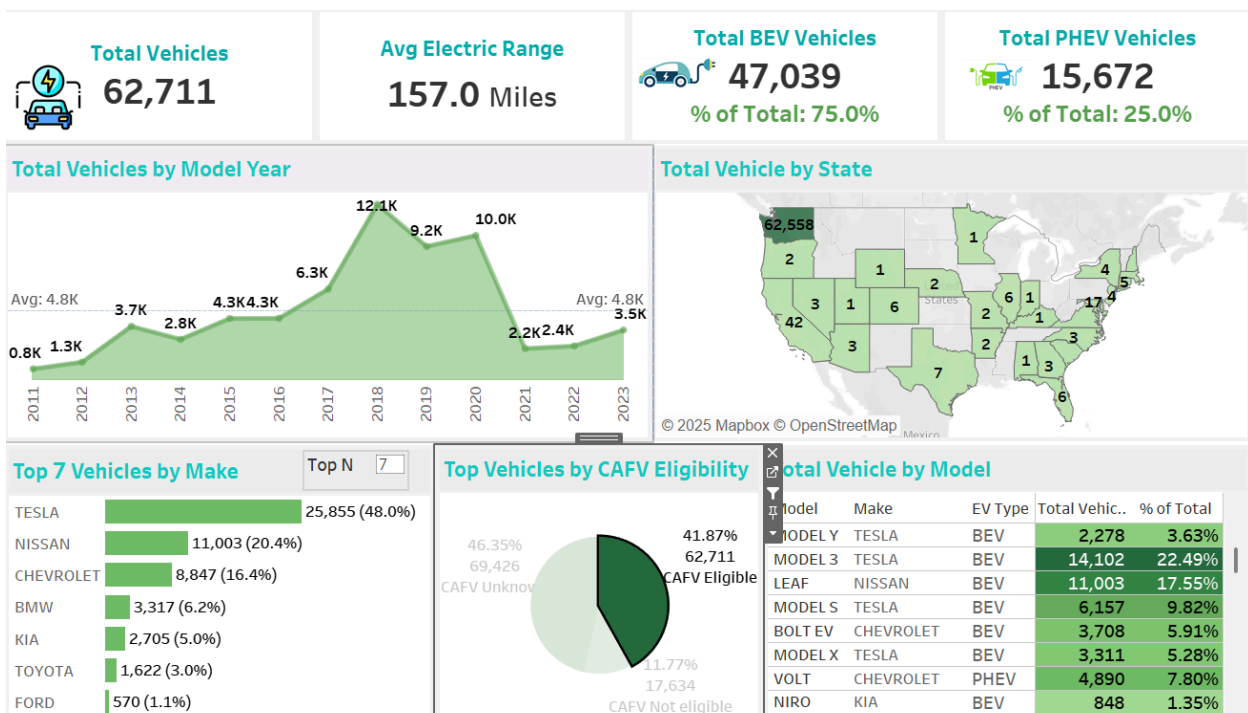 Total Vehicles
62,711
Avg Electric Range
157.0 Miles
Total BEV Vehicles
47,039
% of Total: 75.0%
Total PHEV Vehicles
PHEV
15,672
% of Total: 25.0%
Total Vehicles by Model Year
12.1K
9.2K
10.0K
6.3K
Avg: 4.8K
Avg: 4.8K
3.7K
2.8K
4.3K 4.3K
3.5K
0.8K
1.3K
2.2K 2.4K
2011
2012
2013
2014
2015
2016
2017
2018
2019
2020
2021
2022
2023
Total Vehicle by State
62,558
1
2
4
1
2
5
3
1
6
6
1
17
4
42
2
1
3
2
3
1
3
7
6
States
© 2025 Mapbox © OpenStreetMap
Mexico
Top 7 Vehicles by Make
Top N 7
TESLA 25,855 (48.0%)
NISSAN 11,003 (20.4%)
CHEVROLET 8,847 (16.4%)
BMW 3,317 (6.2%)
KIA 2,705 (5.0%)
TOYOTA 1,622 (3.0%)
FORD 570 (1.1%)
Top Vehicles by CAFV Eligibility
41.87%
62,711
CAFV Eligible
46.35%
69,426
CAFV Unknow
11.77%
17,634
CAFV Not eligible
otal Vehicle by Model
Model Make EV Type Total Vehic.. % of Total
MODEL Y TESLA BEV 2,278 3.63%
MODEL 3 TESLA BEV 14,102 22.49%
LEAF NISSAN BEV 11,003 17.55%
MODEL S TESLA BEV 6,157 9.82%
BOLT EV CHEVROLET BEV 3,708 5.91%
MODEL X TESLA BEV 3,311 5.28%
VOLT CHEVROLET PHEV 4,890 7.80%
NIRO KIA BEV 848 1.35%